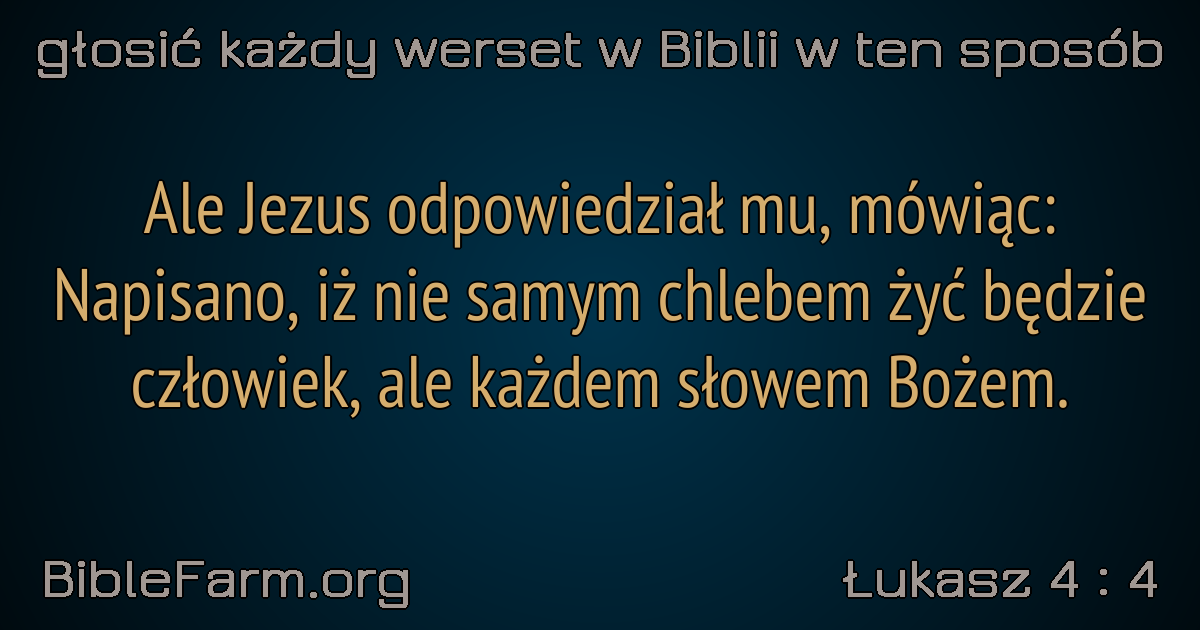 głosić każdy werset w Biblii w ten sposób
Ale Jezus odpowiedział mu, mówiąc:
Napisano, iż nie samym chlebem żyć będzie
człowiek, ale każdem słowem Bożem.
BibleFarm.org
Łukasz 4 : 4